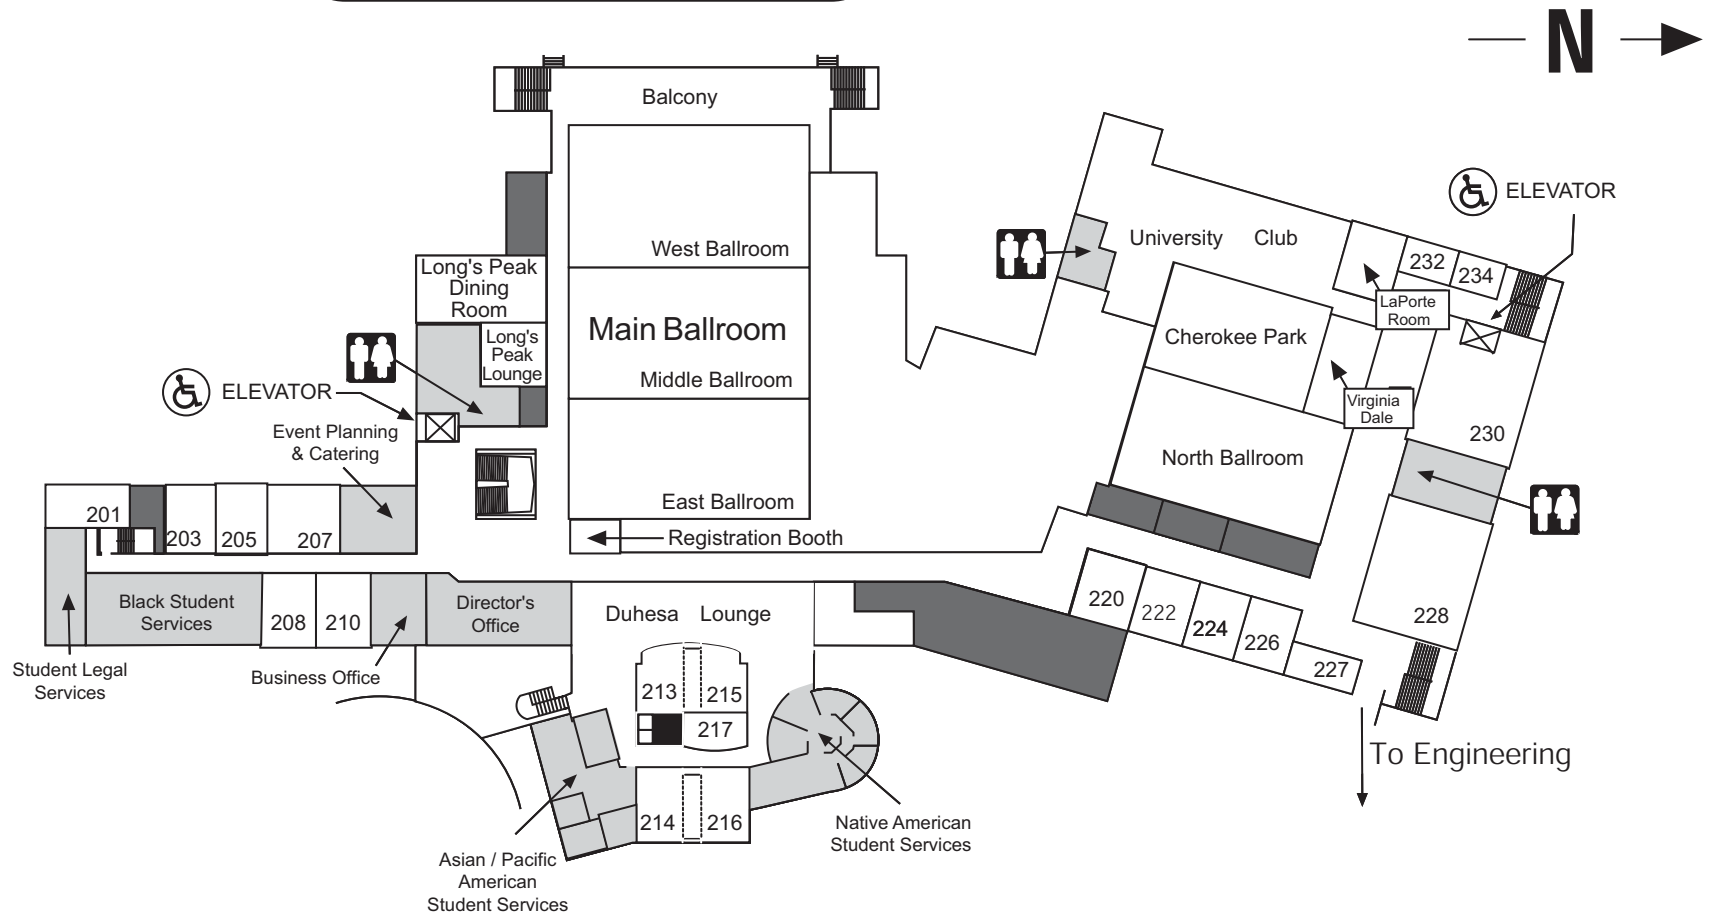 N
Balcony
ELEVATOR
University Club
West Ballroom
232
234
Long's Peak
Dining
Room
LaPorte
Room
Main Ballroom
Cherokee Park
Long's
Peak
Lounge
Middle Ballroom
ELEVATOR
Virginia
Dale
Event Planning
& Catering
230
North Ballroom
East Ballroom
201
203
205
207
Registration Booth
Black Student
Services
208
210
Director's
Office
Duhesa Lounge
220
222
224
226
227
228
Student Legal
Services
Business Office
213
215
217
To Engineering
214
216
Native American
Student Services
Asian / Pacific
American
Student Services